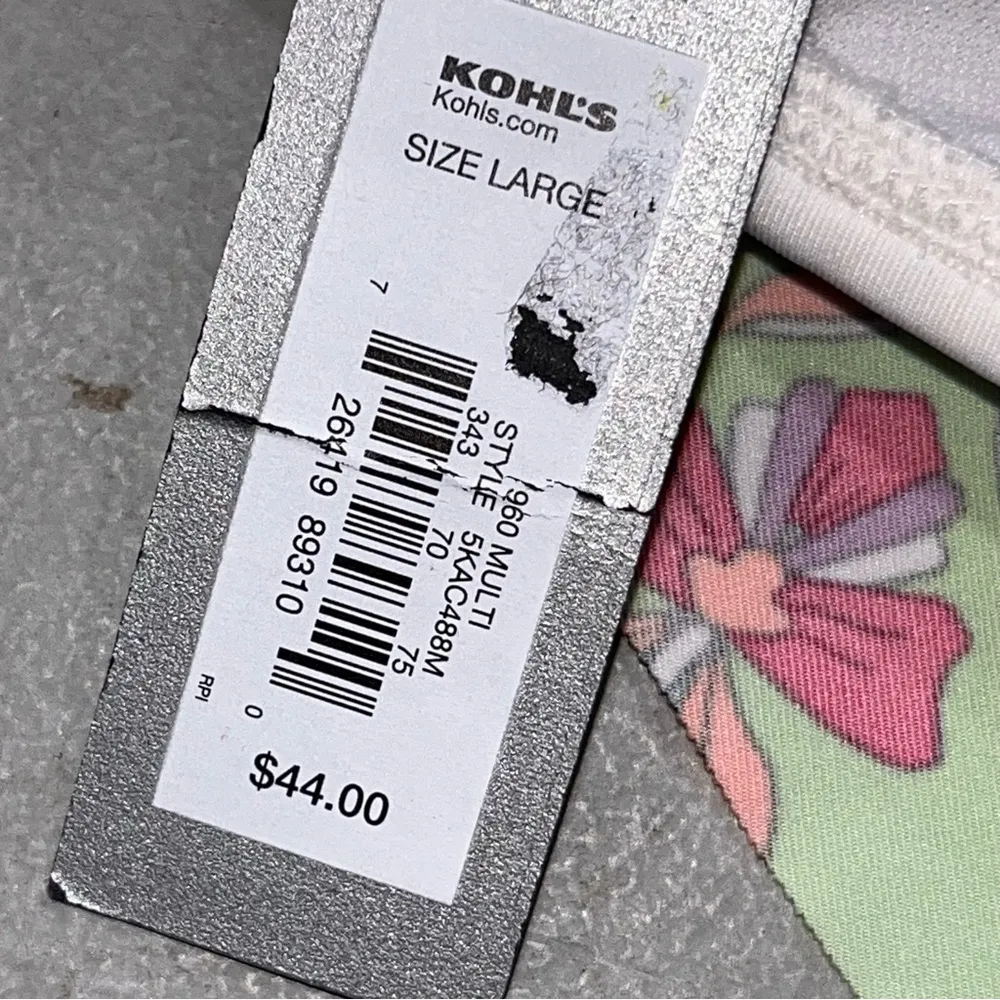 KOHL'S
Kohls.com
SIZE LARGE
960 MULTI
STYLE 5KAC488M
343 70 75
7 26419 89310 0
RPI
$44.00